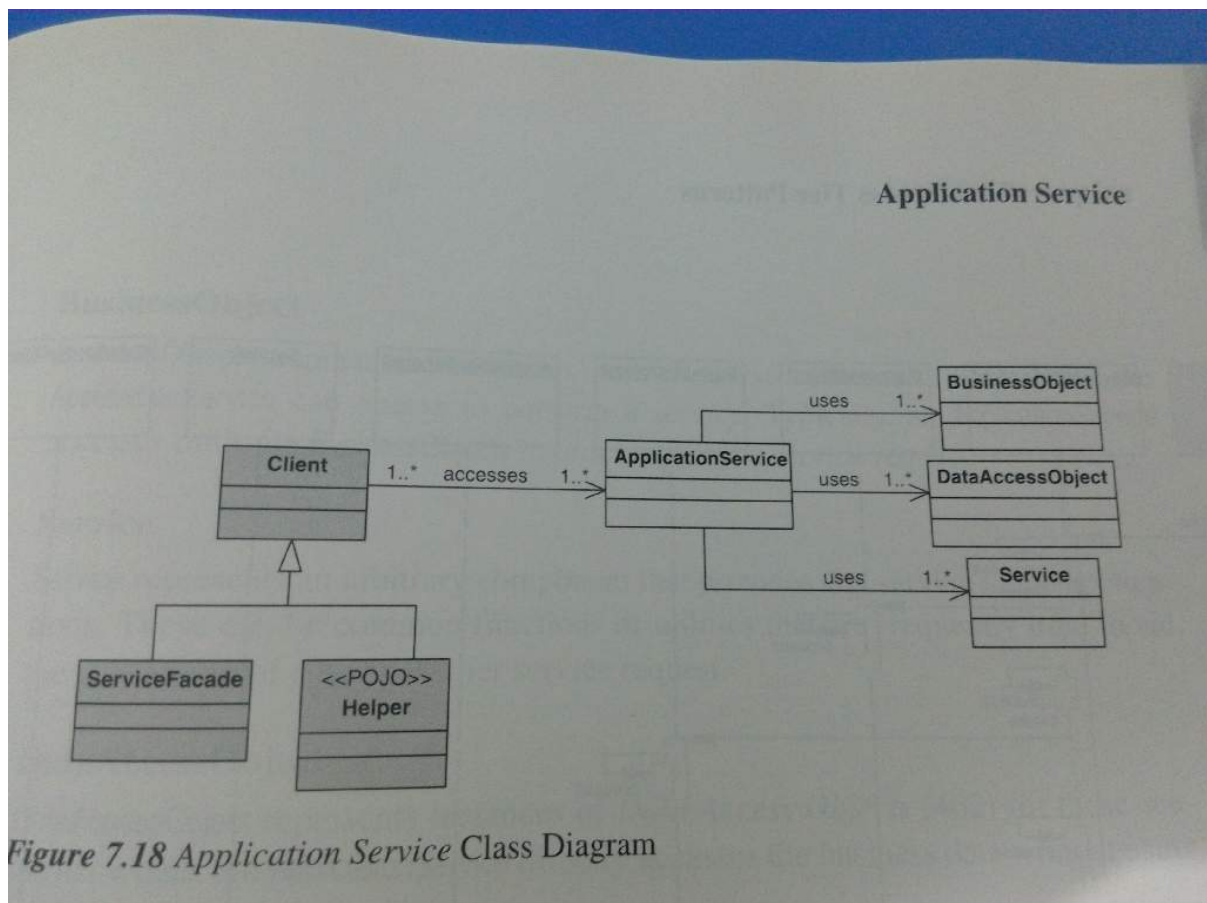 Application Service
BusinessObject
uses 1..*
Client
1..* accesses 1..*
ApplicationService
uses 1..*
DataAccessObject
uses 1..*
Service
ServiceFacade
<<POJO>>
Helper
Figure 7.18 Application Service Class Diagram